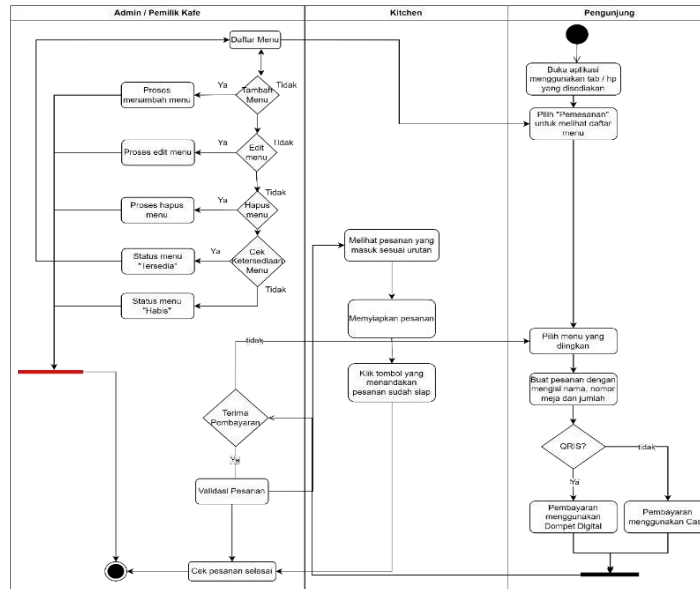 Admin / Pemilik Kafe
Kitchen
Pengunjung
Daftar Menu
Tambah
Menu
Ya
Tidak
Proses
menambah menu
Edit
menu
Ya
Tidak
Proses edit menu
Hapus
menu
Ya
Tidak
Proses hapus
menu
Cek
Ketersediaan
Menu
Ya
Tidak
Status menu
"Tersedia"
Status menu
"Habis"
Terima
Pembayaran
tidak
Ya
Validasi Pesanan
Cek pesanan selesai
Melihat pesanan yang
masuk sesuai urutan
Memyiapkan pesanan
Klik tombol yang
menandakan
pesanan sudah siap
Buka aplikasi
menggunakan tab / hp
yang disediakan
Pilih "Pemesanan"
untuk melihat daftar
menu
Pilih menu yang
diingkan
Buat pesanan dengan
mengisi nama, nomor
meja dan jumlah
QRIS?
tidak
Ya
Pembayaran
menggunakan
Dompet Digital
Pembayaran
menggunakan Cas